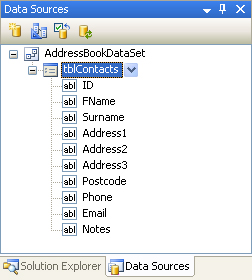 Data Sources
AddressBookDataSet
tblContacts
abl ID
abl FName
abl Surname
abl Address1
abl Address2
abl Address3
abl Postcode
abl Phone
abl Email
abl Notes
Solution Explorer Data Sources